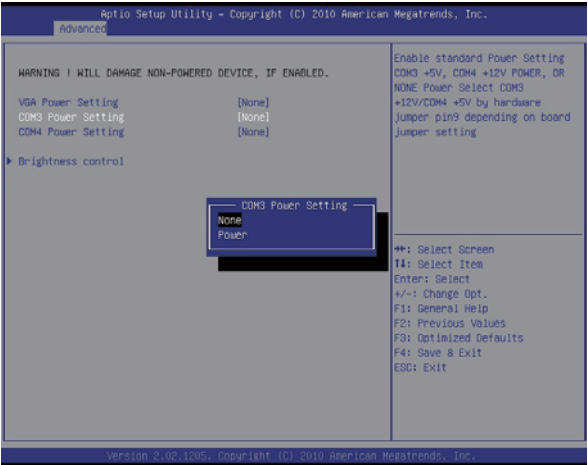 Aptio Setup Utility - Copyright (C) 2010 American Megatrends, Inc.
Advanced
WARNING ! WILL DAMAGE NON-POWERED DEVICE, IF ENABLED.
VGA Power Setting [None]
COM3 Power Setting [None]
COM4 Power Setting [None]
Brightness control
COM3 Power Setting
None
Power
Enable standard Power Setting
COM3 +5V, COM4 +12V POWER, OR
NONE Power Select COM3
+12V/COM4 +5V by hardware
jumper pin9 depending on board
jumper setting
→←: Select Screen
↑↓: Select Item
Enter: Select
+/-: Change Opt.
F1: General Help
F2: Previous Values
F3: Optimized Defaults
F4: Save & Exit
ESC: Exit
Version 2.02.1205. Copyright (C) 2010 American Megatrends, Inc.